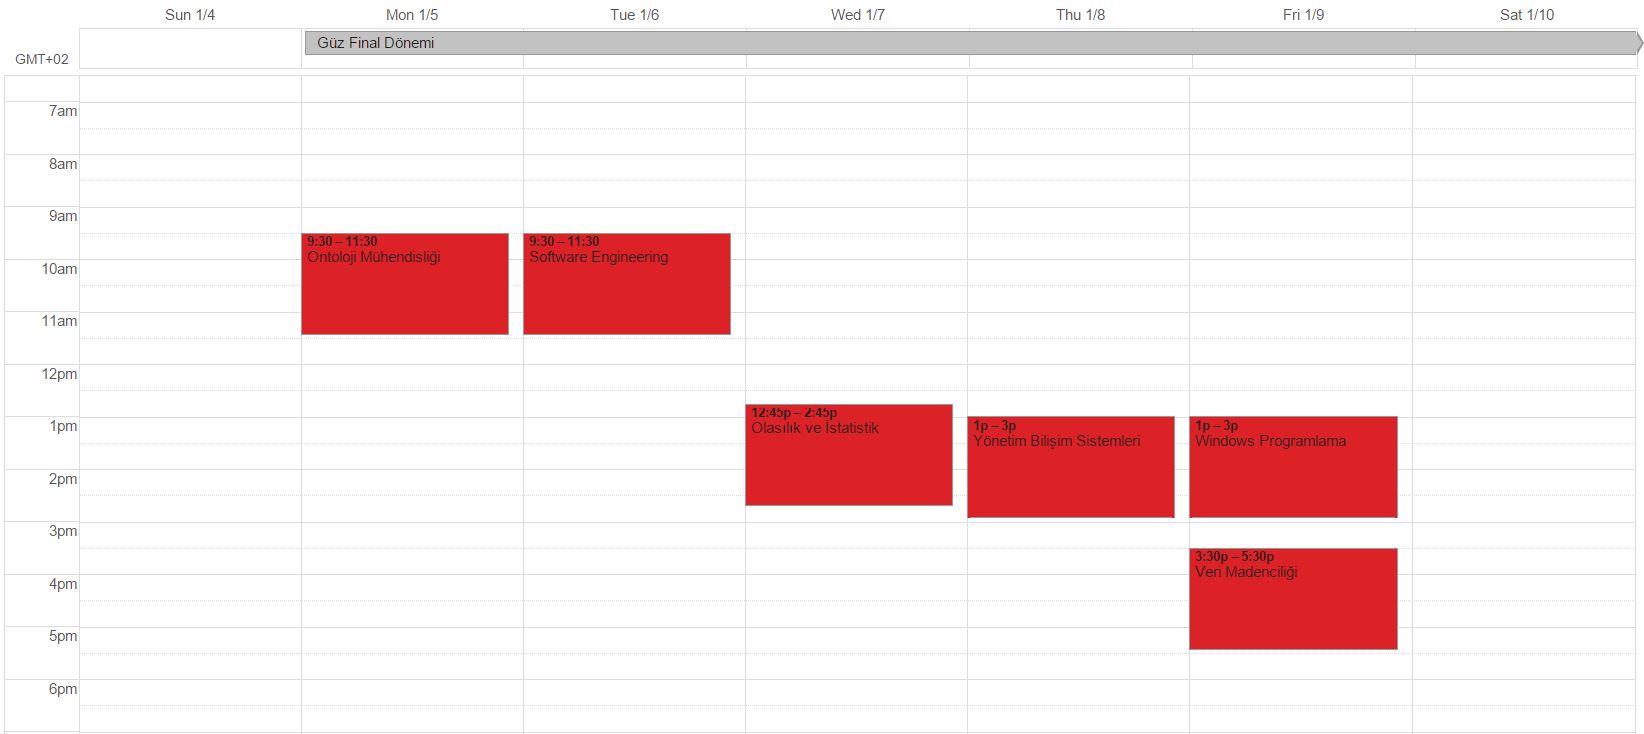 Sun 1/4
Mon 1/5
Tue 1/6
Wed 1/7
Thu 1/8
Fri 1/9
Sat 1/10
GMT+02
Güz Final Dönemi
7am
8am
9am
10am
11am
12pm
1pm
2pm
3pm
4pm
5pm
6pm
9:30 – 11:30
Ontoloji Mühendisliği
9:30 – 11:30
Software Engineering
12:45p – 2:45p
Olasılık ve İstatistik
1p – 3p
Yönetim Bilişim Sistemleri
1p – 3p
Windows Programlama
3:30p – 5:30p
Veri Madenciliği